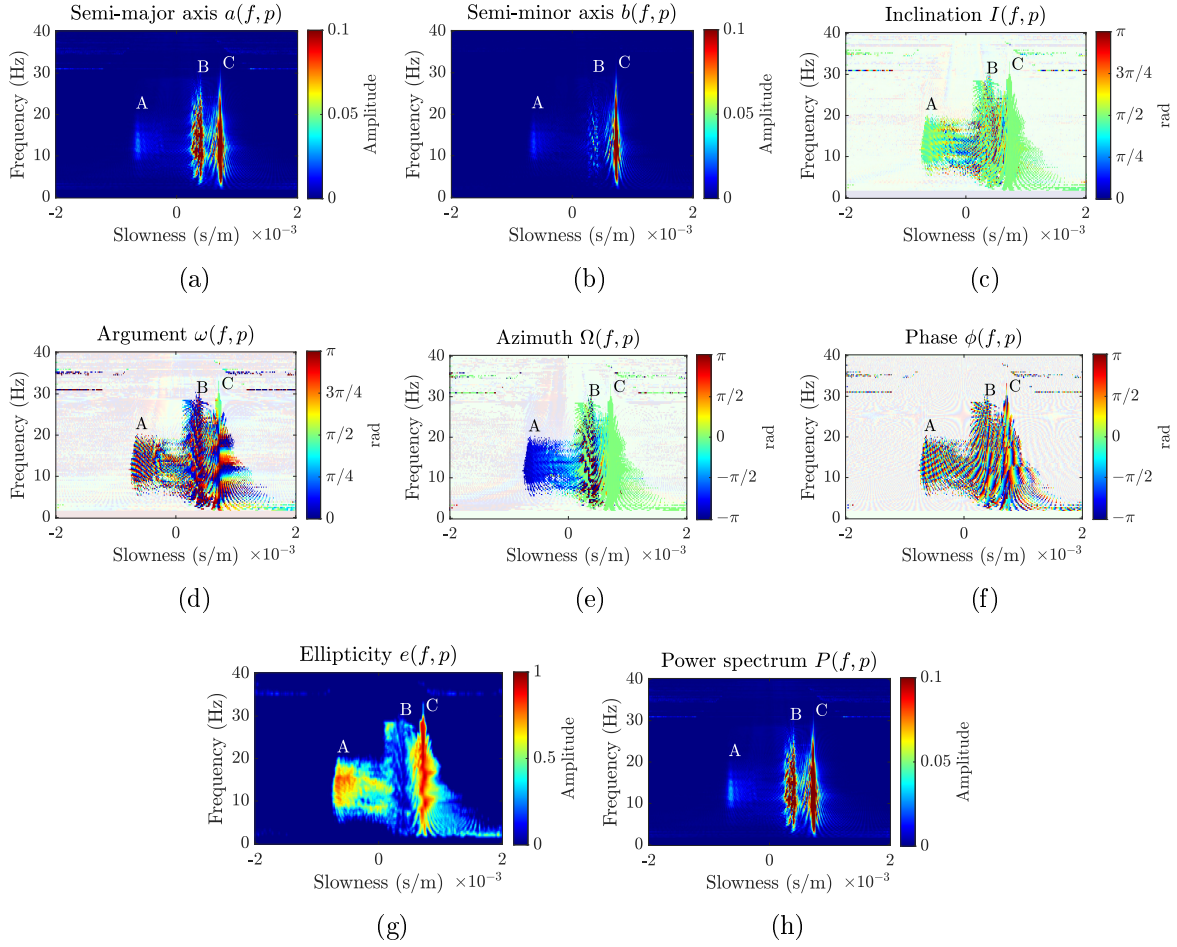 Semi-major axis a(f, p)
40
30
20
10
0
Frequency (Hz)
A
B
C
0.1
0.05
0
Amplitude
-2
0
2
Slowness (s/m) ×10⁻³
(a)
Semi-minor axis b(f, p)
40
30
20
10
0
Frequency (Hz)
A
B
C
0.1
0.05
0
Amplitude
-2
0
2
Slowness (s/m) ×10⁻³
(b)
Inclination I(f, p)
40
30
20
10
0
Frequency (Hz)
A
B
C
π
3π/4
π/2
π/4
0
rad
-2
0
2
Slowness (s/m) ×10⁻³
(c)
Argument ω(f, p)
40
30
20
10
0
Frequency (Hz)
A
B
C
π
3π/4
π/2
π/4
0
rad
-2
0
2
Slowness (s/m) ×10⁻³
(d)
Azimuth Ω(f, p)
40
30
20
10
0
Frequency (Hz)
A
B
C
π
π/2
0
−π/2
−π
rad
-2
0
2
Slowness (s/m) ×10⁻³
(e)
Phase ϕ(f, p)
40
30
20
10
0
Frequency (Hz)
A
B
C
π
π/2
0
−π/2
−π
rad
-2
0
2
Slowness (s/m) ×10⁻³
(f)
Ellipticity e(f, p)
40
30
20
10
0
Frequency (Hz)
A
B
C
1
0.5
0
Amplitude
-2
0
2
Slowness (s/m) ×10⁻³
(g)
Power spectrum P(f, p)
40
30
20
10
0
Frequency (Hz)
A
B
C
0.1
0.05
0
Amplitude
-2
0
2
Slowness (s/m) ×10⁻³
(h)